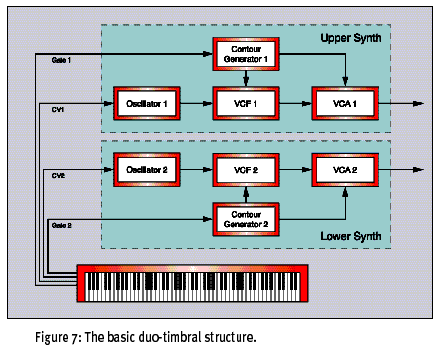 Upper Synth
Gate 1
Contour
Generator 1
CV1
Oscillator 1
VCF 1
VCA 1
CV2
Oscillator 2
VCF 2
VCA 2
Gate 2
Contour
Generator 2
Lower Synth
Figure 7: The basic duo-timbral structure.